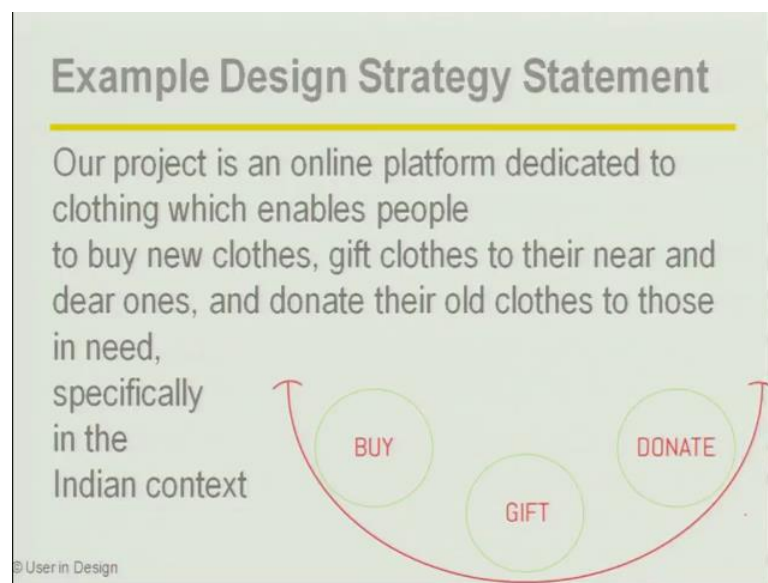 Example Design Strategy Statement
Our project is an online platform dedicated to
clothing which enables people
to buy new clothes, gift clothes to their near and
dear ones, and donate their old clothes to those
in need,
specifically
in the
Indian context
BUY
GIFT
DONATE
© User in Design